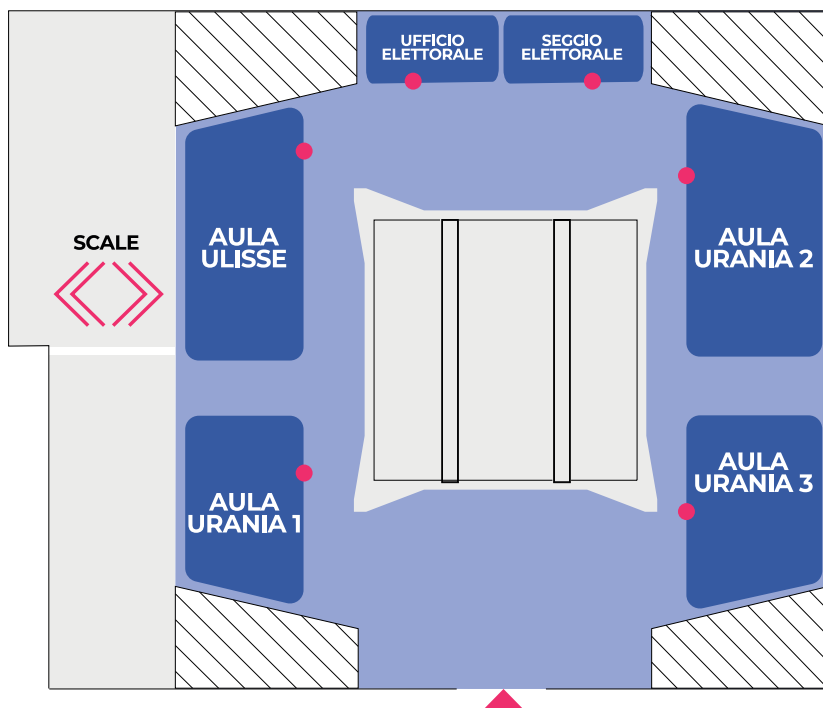 UFFICIO
ELETTORALE
SEGGIO
ELETTORALE
SCALE
AULA
ULISSE
AULA
URANIA 2
AULA
URANIA 1
AULA
URANIA 3